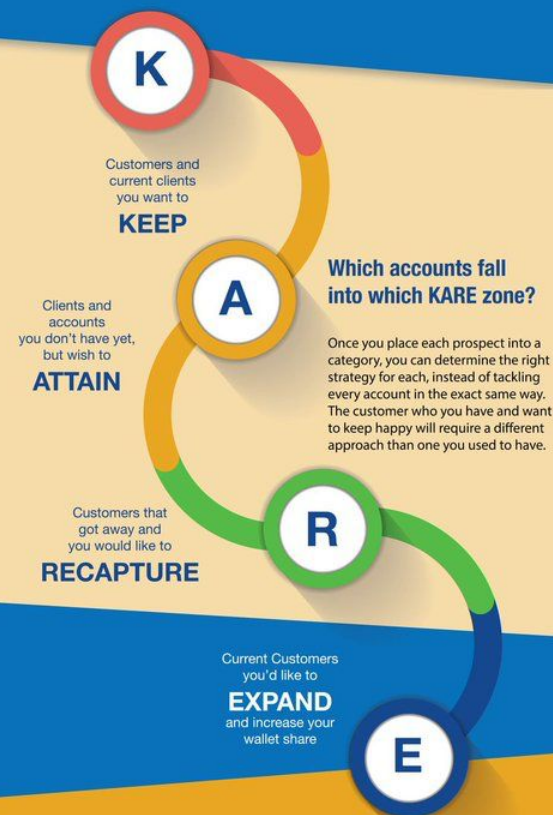 K
Customers and
current clients
you want to
KEEP
A
Clients and
accounts
you don't have yet,
but wish to
ATTAIN
Which accounts fall
into which KARE zone?
Once you place each prospect into a
category, you can determine the right
strategy for each, instead of tackling
every account in the exact same way.
The customer who you have and want
to keep happy will require a different
approach than one you used to have.
R
Customers that
got away and
you would like to
RECAPTURE
Current Customers
you'd like to
EXPAND
and increase your
wallet share
E